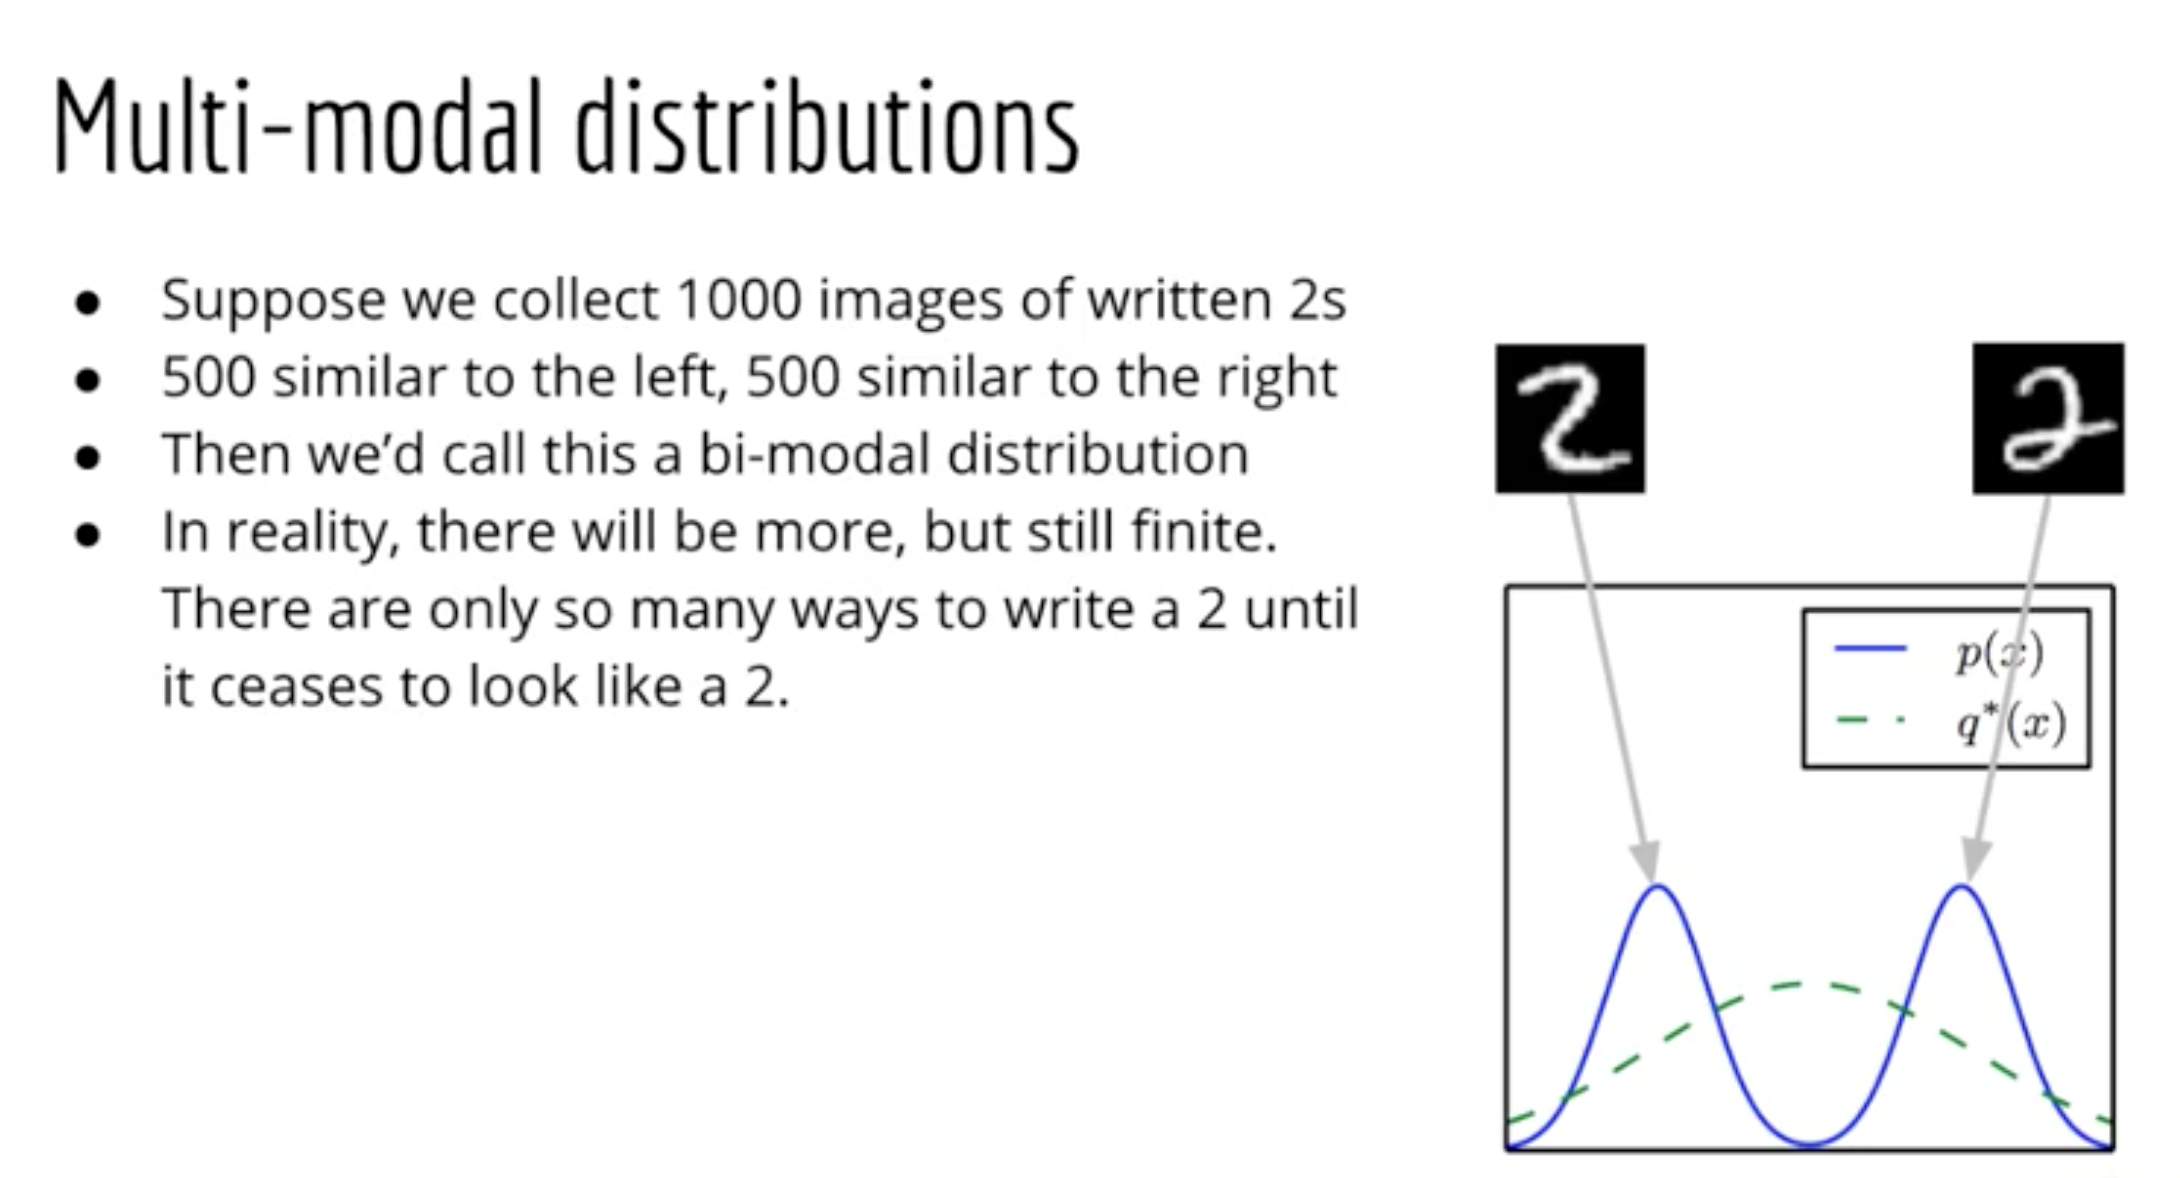 Multi-modal distributions
● Suppose we collect 1000 images of written 2s
● 500 similar to the left, 500 similar to the right
● Then we’d call this a bi-modal distribution
● In reality, there will be more, but still finite.
There are only so many ways to write a 2 until
it ceases to look like a 2.
2
2
p(x)
q*(x)